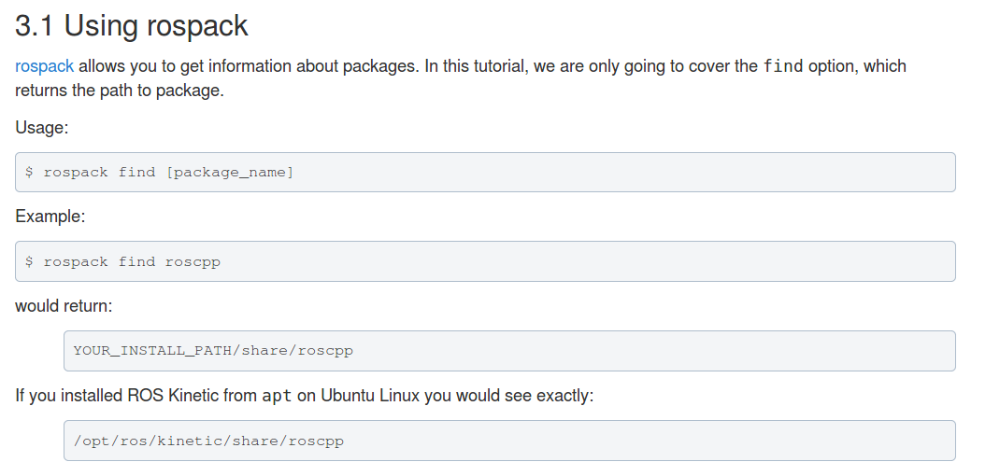 3.1 Using rospack
rospack allows you to get information about packages. In this tutorial, we are only going to cover the find option, which
returns the path to package.
Usage:
$ rospack find [package_name]
Example:
$ rospack find roscpp
would return:
YOUR_INSTALL_PATH/share/roscpp
If you installed ROS Kinetic from apt on Ubuntu Linux you would see exactly:
/opt/ros/kinetic/share/roscpp